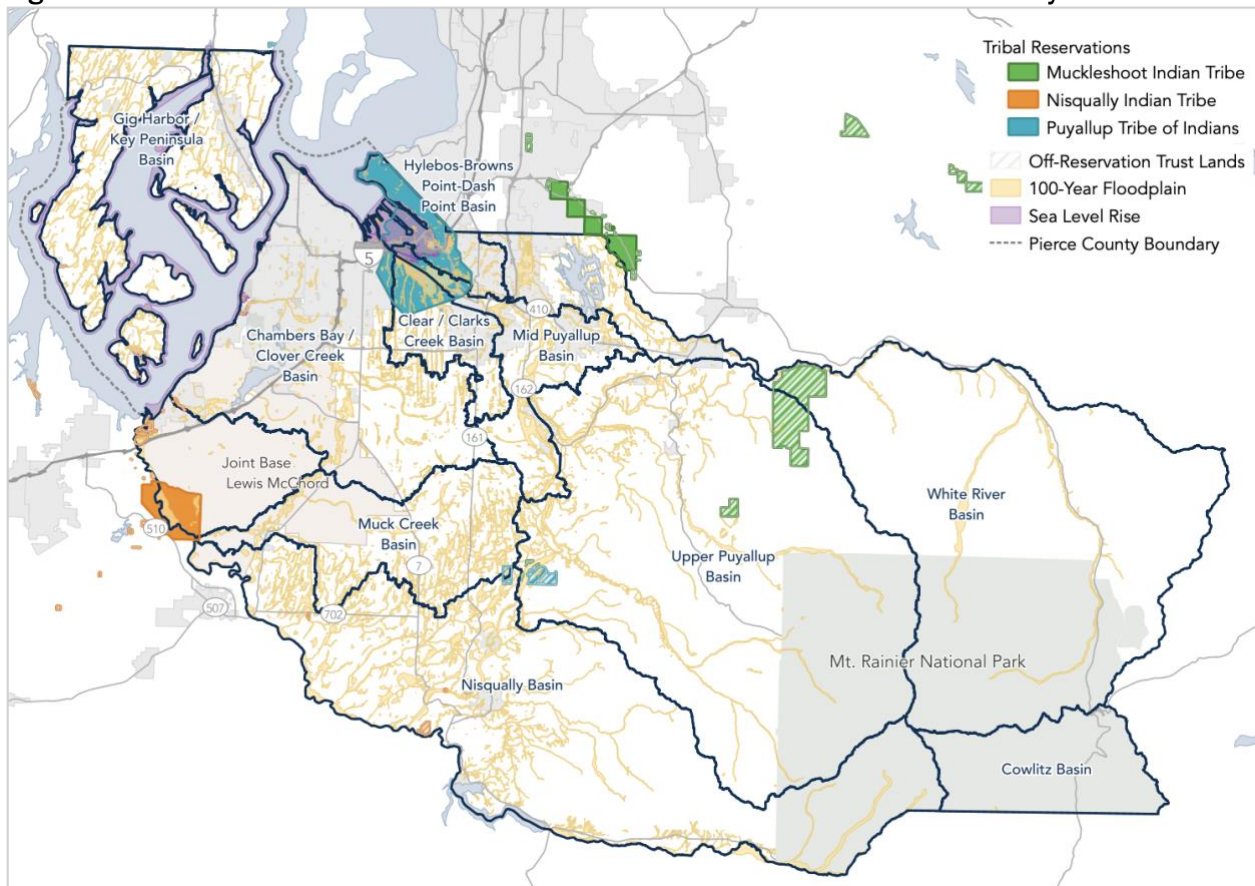 Tribal Reservations
Muckleshoot Indian Tribe
Nisqually Indian Tribe
Puyallup Tribe of Indians
Off-Reservation Trust Lands
100-Year Floodplain
Sea Level Rise
Pierce County Boundary
Gig Harbor /
Key Peninsula
Basin
Hylebos-Browns
Point-Dash
Point Basin
5
410
Chambers Bay /
Clover Creek
Basin
Clear / Clarks
Creek Basin
Mid Puyallup
Basin
162
161
Joint Base
Lewis McChord
White River
Basin
510
Muck Creek
Basin
7
Upper Puyallup
Basin
507
702
Mt. Rainier National Park
Nisqually Basin
Cowlitz Basin